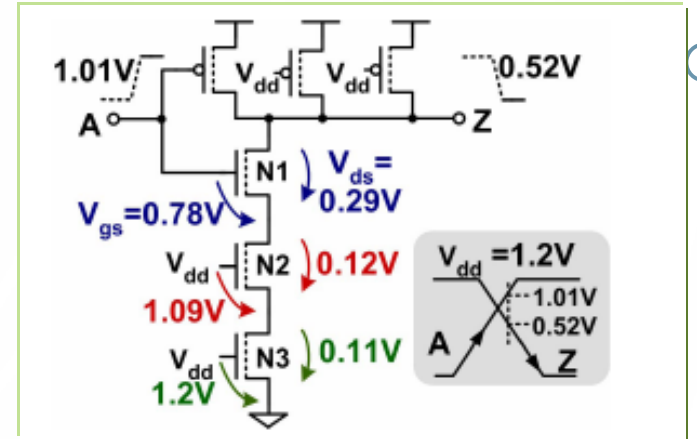 1.01V
Vdd
Vdd
0.52V
A
Z
N1
Vds=
0.29V
Vgs=0.78V
Vdd
N2
0.12V
1.09V
Vdd
N3
0.11V
1.2V
Vdd =1.2V
1.01V
0.52V
A
Z